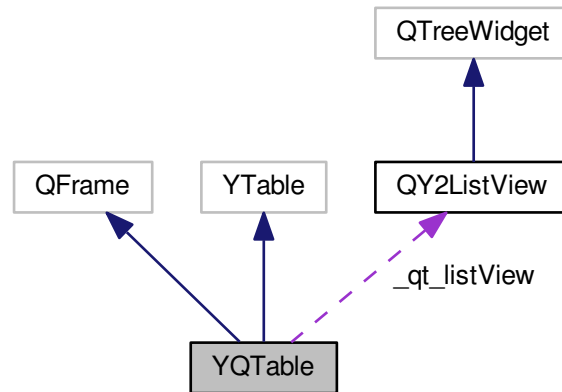 QTreeWidget
QFrame
YTable
QY2ListView
_qt_listView
YQTable